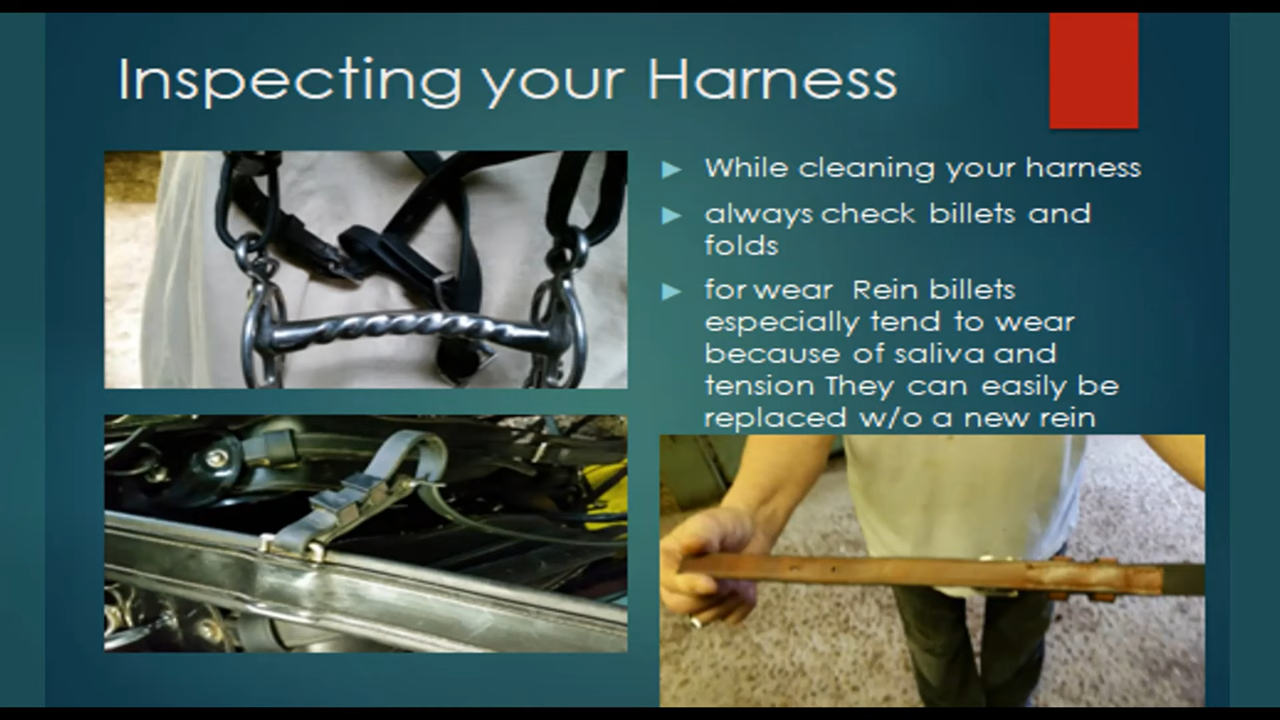 Inspecting your Harness
While cleaning your harness
always check billets and
folds
for wear Rein billets
especially tend to wear
because of saliva and
tension They can easily be
replaced w/o a new rein